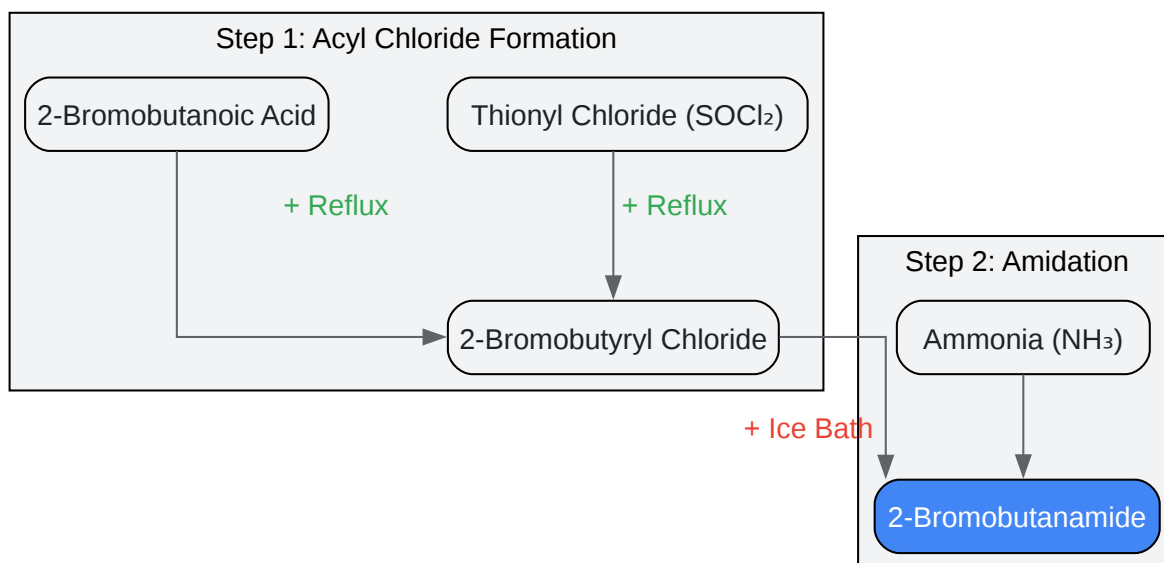 Step 1: Acyl Chloride Formation
2-Bromobutanoic Acid
Thionyl Chloride (SOCl₂)
+ Reflux
+ Reflux
2-Bromobutyryl Chloride
Step 2: Amidation
Ammonia (NH₃)
+ Ice Bath
2-Bromobutanamide